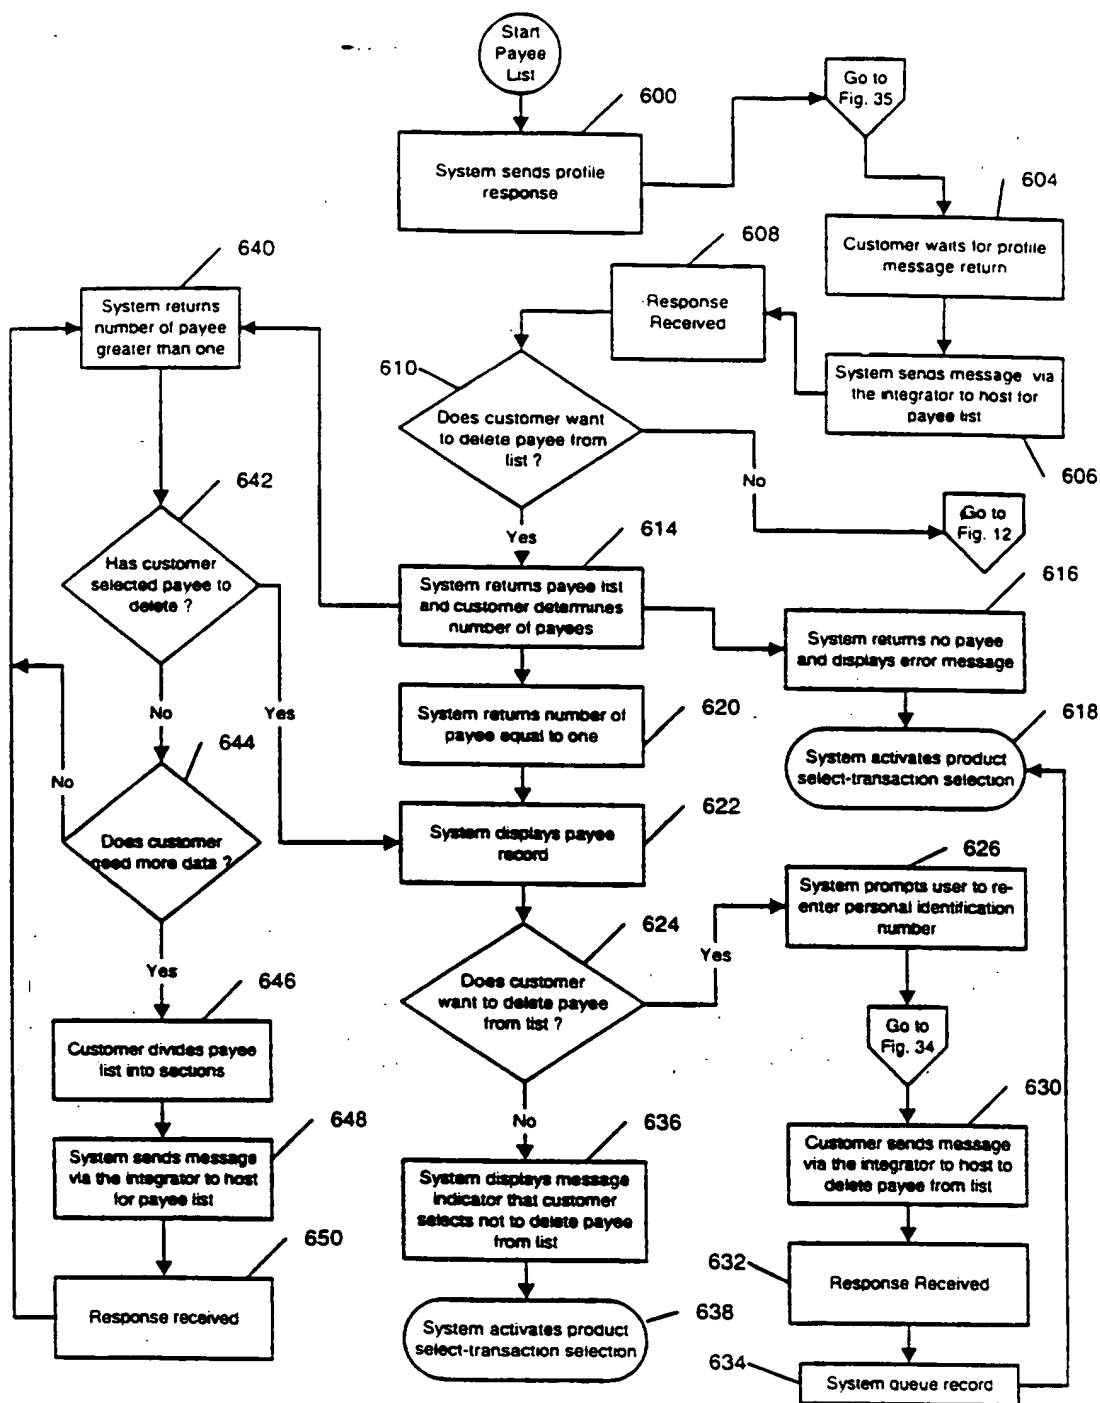 Start
Payee
List
600
Go to
Fig. 35
System sends profile
response
604
Customer waits for profile
message return
608
Response
Received
640
System returns
number of payee
greater than one
610
Does customer want
to delete payee from
list ?
System sends message via
the integrator to host for
payee list
606
No
Go to
Fig. 12
Yes
642
Has customer
selected payee to
delete ?
614
System returns payee list
and customer determines
number of payees
616
System returns no payee
and displays error message
No
Yes
System returns number of
payee equal to one
620
618
System activates product
select-transaction selection
644
No
Does customer
need more data ?
622
System displays payee
record
626
System prompts user to re-
enter personal identification
number
624
Yes
Does customer
want to delete payee
from list ?
Yes
646
Customer divides payee
list into sections
Go to
Fig. 34
No
636
630
648
System sends message
via the integrator to host
for payee list
System displays message
indicator that customer
selects not to delete payee
from list
Customer sends message
via the integrator to host to
delete payee from list
650
Response received
632
Response Received
638
System activates product
select-transaction selection
634
System queue record